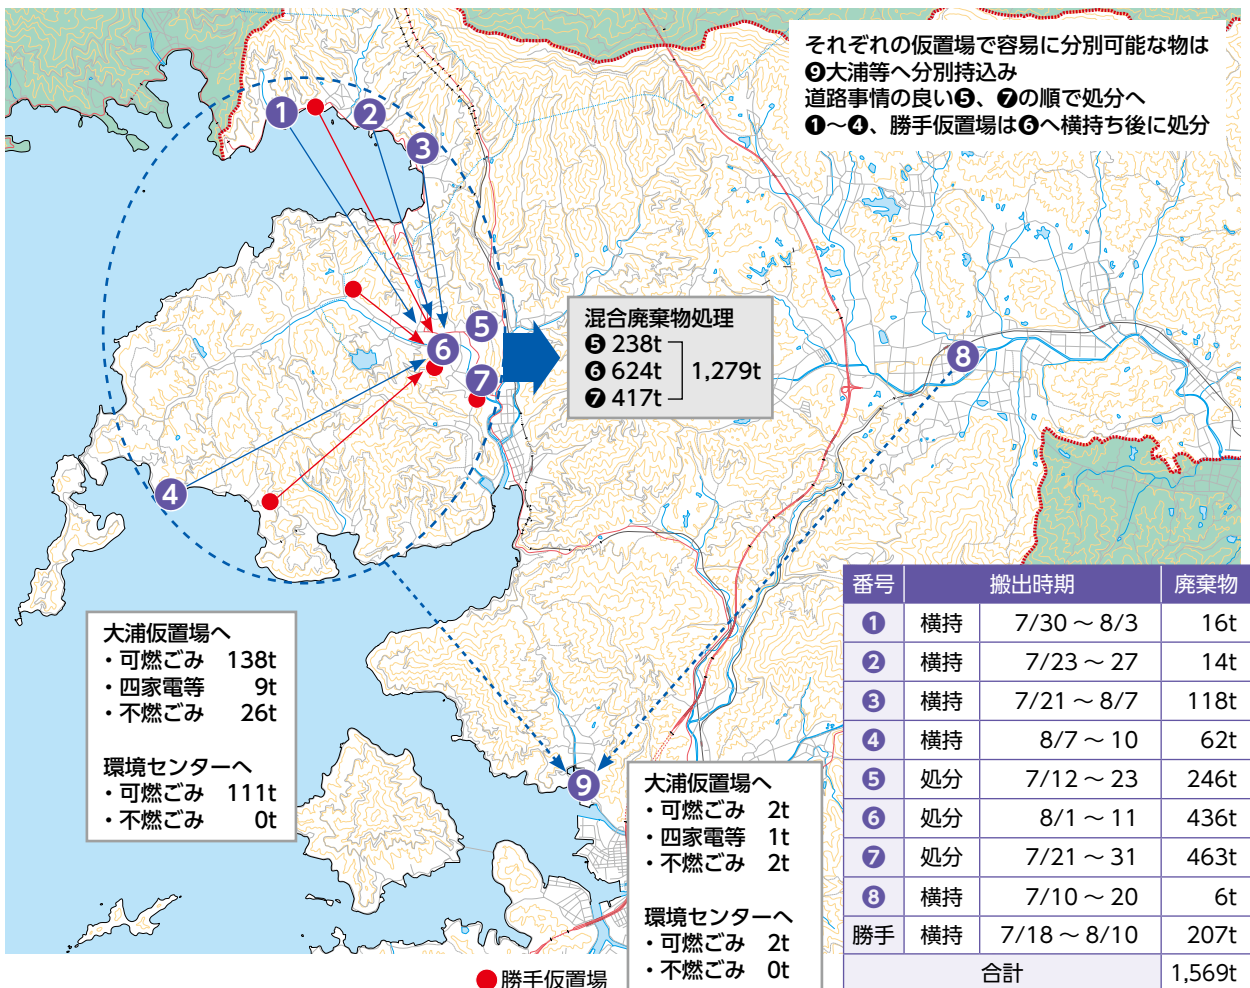 それぞれの仮置場で容易に分別可能な物は
❾大浦等へ分別持込み
道路事情の良い❺、❼の順で処分へ
❶～❹、勝手仮置場は❻へ横持ち後に処分
1
2
3
4
5
6
7
8
9
混合廃棄物処理
❺ 238t
❻ 624t
❼ 417t
1,279t
大浦仮置場へ
・可燃ごみ 138t
・四家電等 9t
・不燃ごみ 26t
環境センターへ
・可燃ごみ 111t
・不燃ごみ 0t
大浦仮置場へ
・可燃ごみ 2t
・四家電等 1t
・不燃ごみ 2t
環境センターへ
・可燃ごみ 2t
・不燃ごみ 0t
●勝手仮置場
番号 搬出時期 廃棄物
❶ 横持 7/30 ～ 8/3 16t
❷ 横持 7/23 ～ 27 14t
❸ 横持 7/21 ～ 8/7 118t
❹ 横持 8/7 ～ 10 62t
❺ 処分 7/12 ～ 23 246t
❻ 処分 8/1 ～ 11 436t
❼ 処分 7/21 ～ 31 463t
❽ 横持 7/10 ～ 20 6t
勝手 横持 7/18 ～ 8/10 207t
合計 1,569t